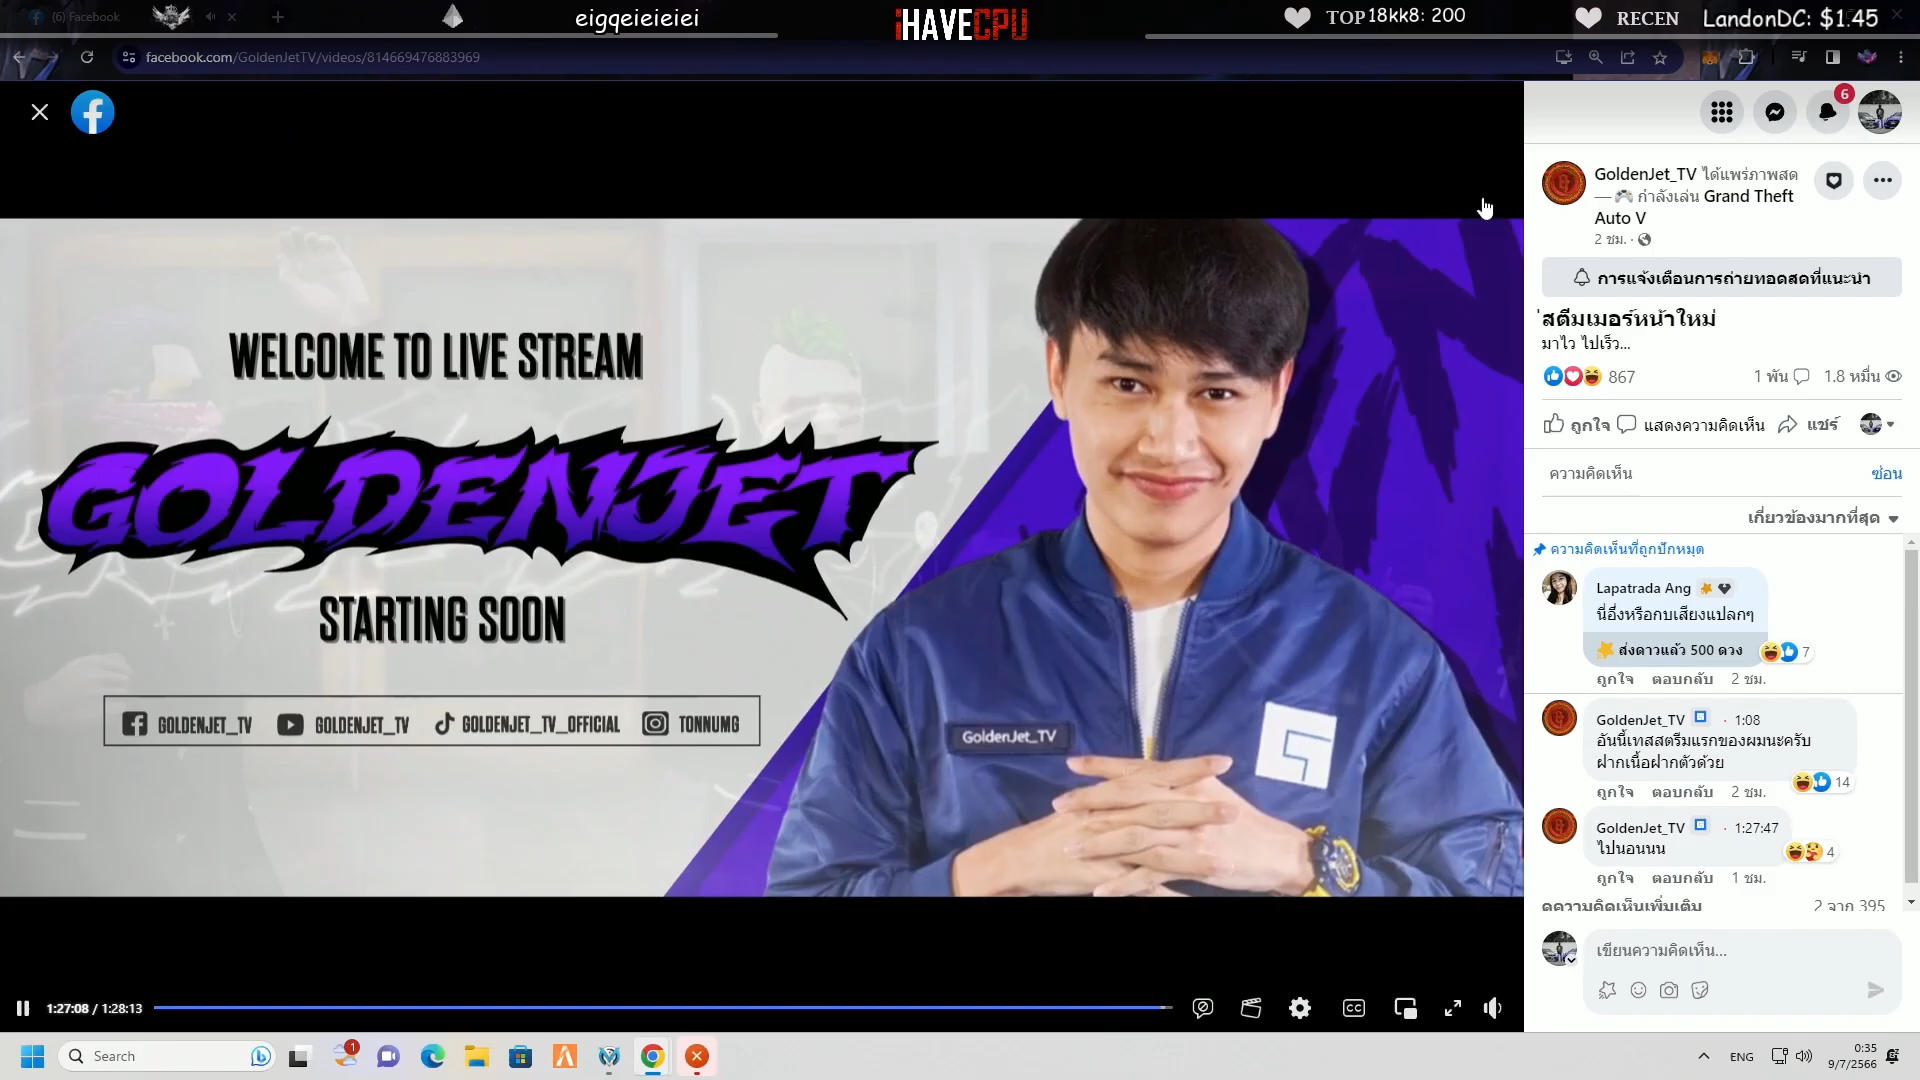 (6) Facebook
eigqeieieiei
iHAVECPU
TOP 18kk8: 200
RECEN LandonDC: $1.45
facebook.com/GoldenJetTV/videos/814669476883969
6
GoldenJet_TV ได้แพร่ภาพสด
— 🎮 กำลังเล่น Grand Theft
Auto V
2 ชม. ·
การแจ้งเตือนการถ่ายทอดสดที่แนะนำ
่สตีมเมอร์หน้าใหม่
มาไว ไปเร็ว...
867
1 พัน
1.8 หมื่น
ถูกใจ
แสดงความคิดเห็น
แชร์
ความคิดเห็น
ซ่อน
เกี่ยวข้องมากที่สุด
ความคิดเห็นที่ถูกปักหมุด
Lapatrada Ang
นี่อึ่งหรือกบเสียงแปลกๆ
ส่งดาวแล้ว 500 ดวง
7
ถูกใจ ตอบกลับ 2 ชม.
GoldenJet_TV · 1:08
อันนี้เทสสตรีมแรกของผมนะครับ
ฝากเนื้อฝากตัวด้วย
14
ถูกใจ ตอบกลับ 2 ชม.
GoldenJet_TV · 1:27:47
ไปนอนนน
4
ถูกใจ ตอบกลับ 1 ชม.
ดูความคิดเห็นเพิ่มเติม
2 จาก 395
เขียนความคิดเห็น...
WELCOME TO LIVE STREAM
GOLDENJET
STARTING SOON
GOLDENJET_TV
GOLDENJET_TV
GOLDENJET_TV_OFFICIAL
TONNUMG
GoldenJet_TV
1:27:08 / 1:28:13
CC
Search
1
ENG
0:35
9/7/2566